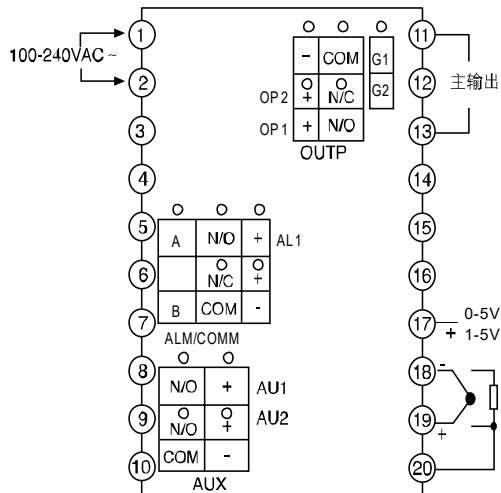 1
11
100-240VAC ~
- COM G1
2
12
主输出
OP2 + N/C G2
OP1 + N/O
3
13
OUTP
4
14
5
15
A N/O + AL1
6
16
N/C +
B COM -
7
17
0-5V
+ 1-5V
ALM/COMM
8
18
-
N/O + AU1
9
19
N/O + AU2
+
COM -
10
20
AUX